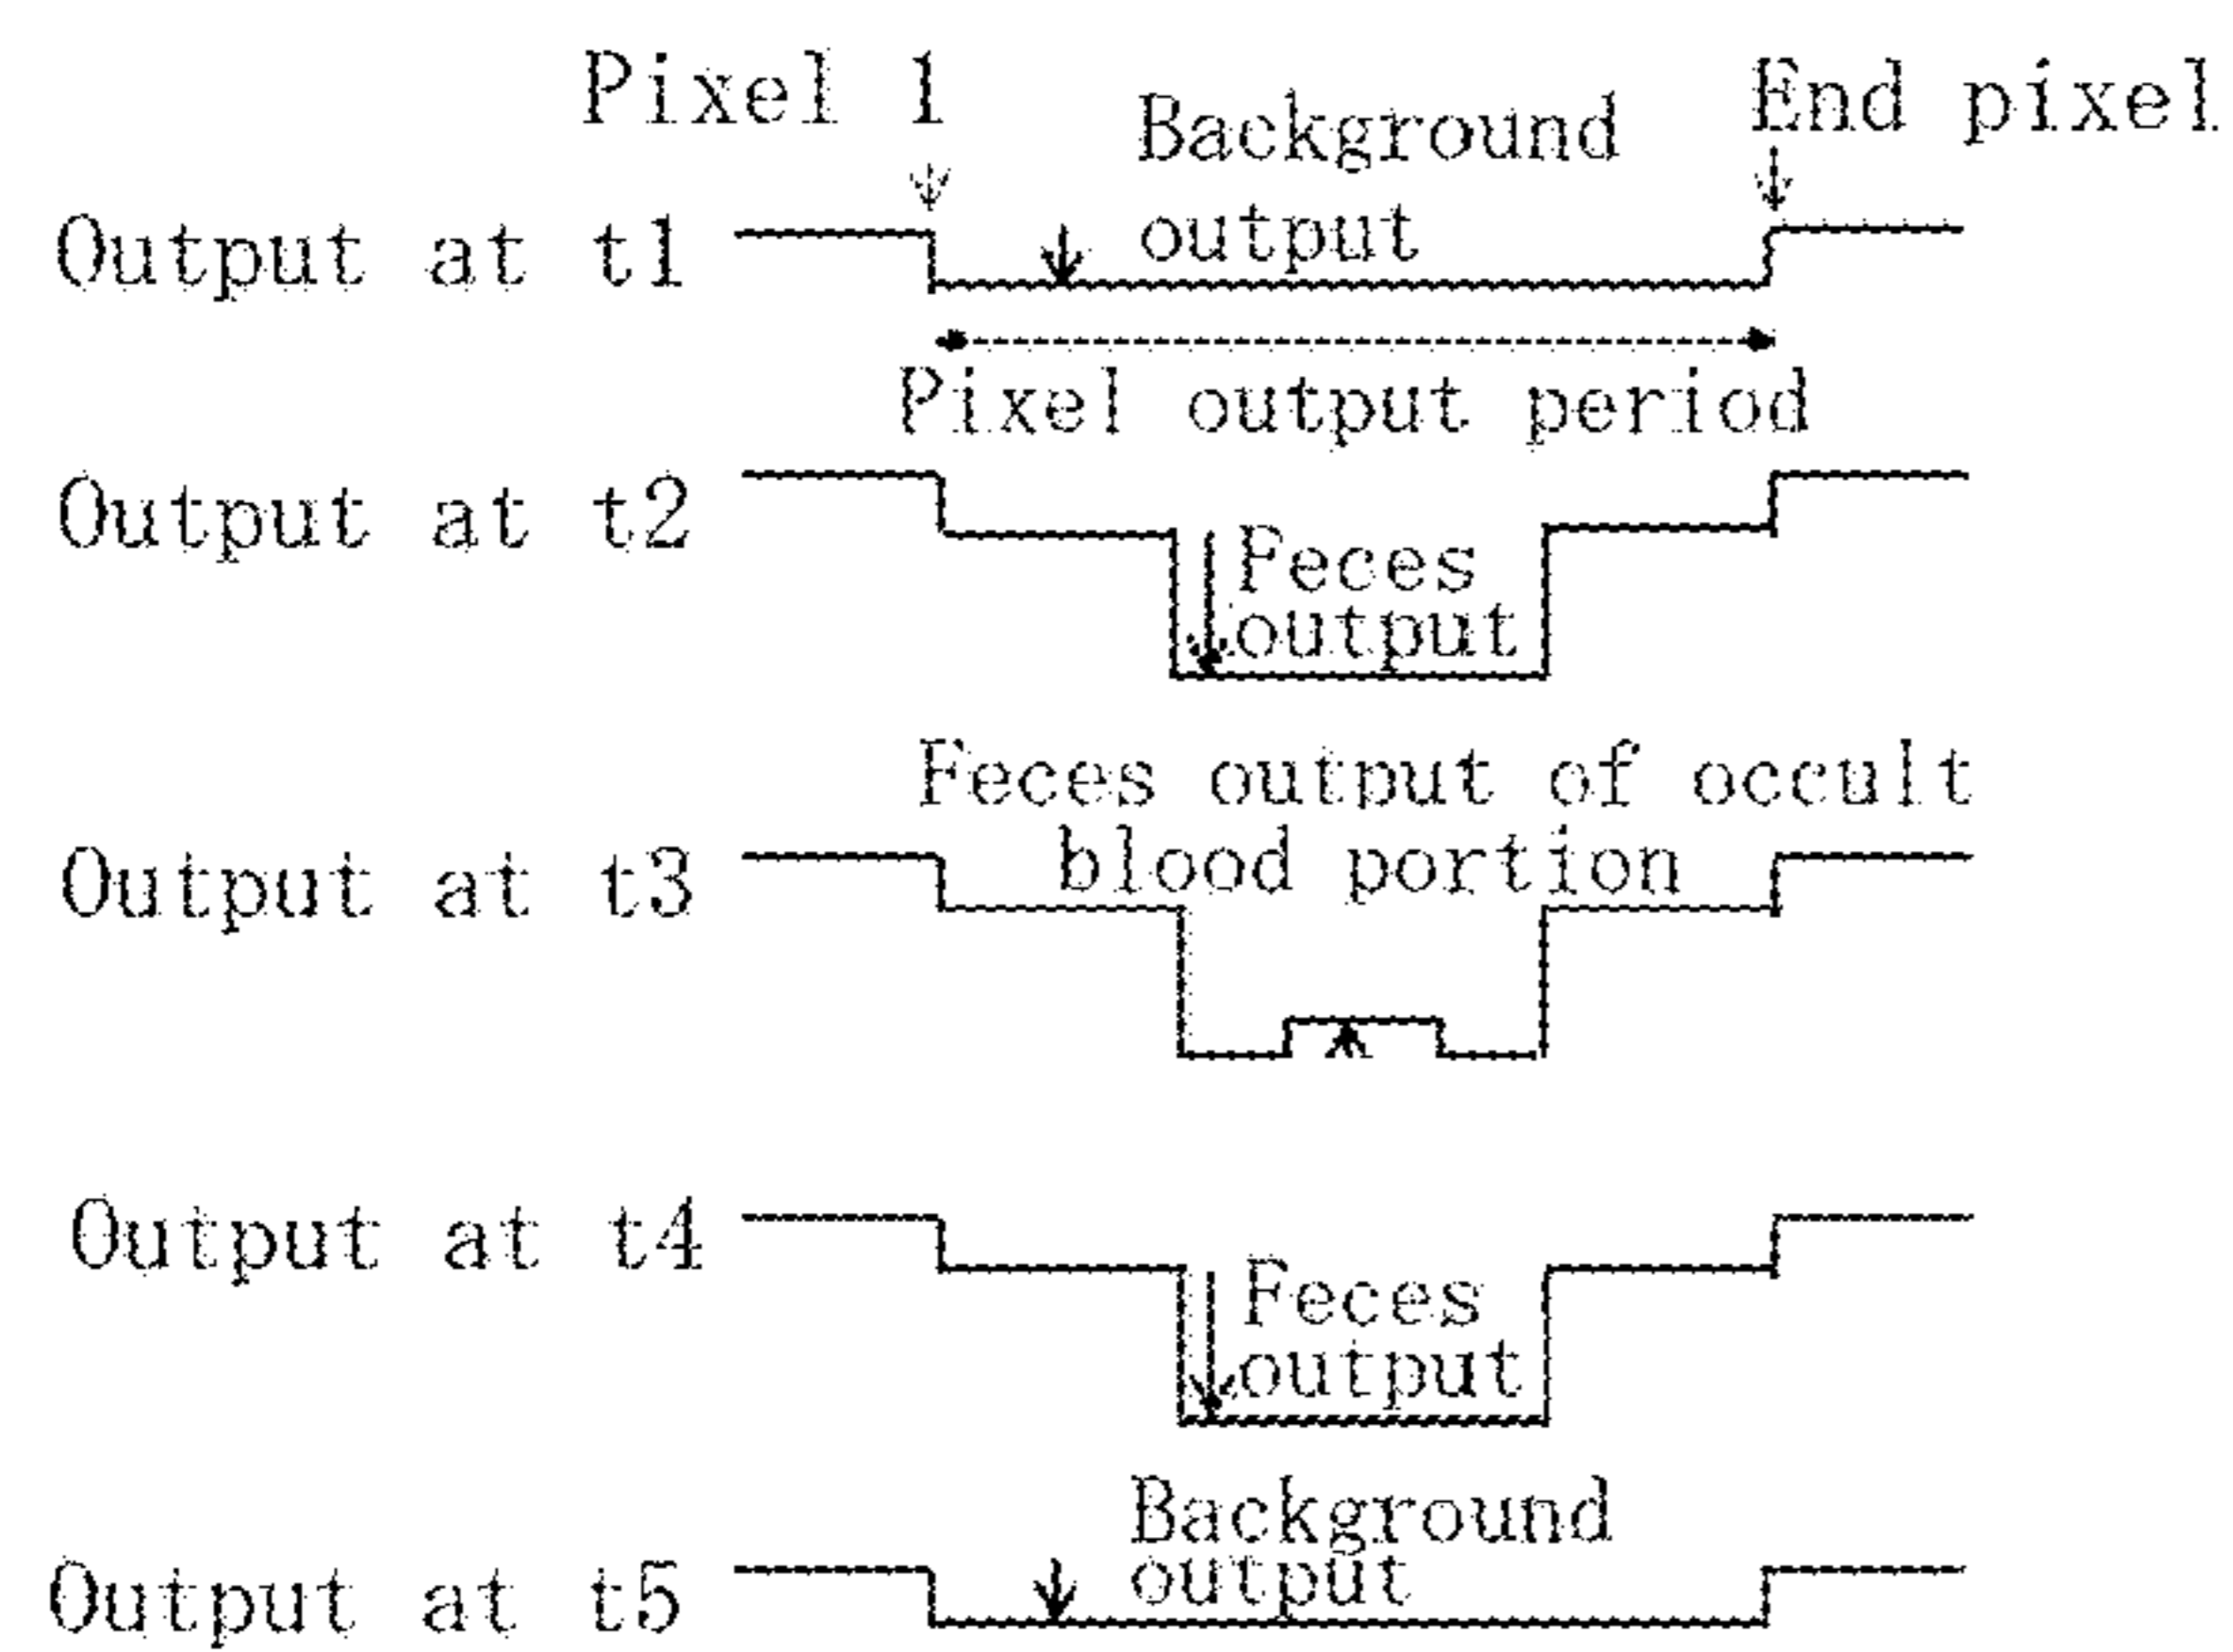 Pixel 1
Background
End pixel
Output at t1
output
Pixel output period
Output at t2
Feces
output
Feces output of occult
blood portion
Output at t3
Output at t4
Feces
output
Background
output
Output at t5